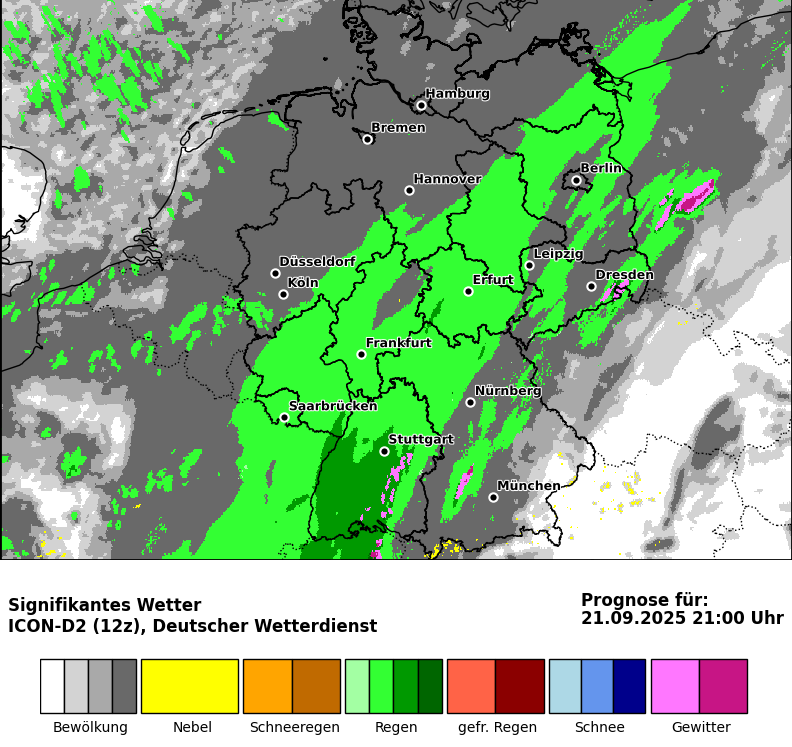 Hamburg
Bremen
Hannover
Berlin
Düsseldorf
Köln
Leipzig
Erfurt
Dresden
Frankfurt
Nürnberg
Saarbrücken
Stuttgart
München
Signifikantes Wetter
ICON-D2 (12z), Deutscher Wetterdienst
Prognose für:
21.09.2025 21:00 Uhr
Bewölkung Nebel Schneeregen Regen gefr. Regen Schnee Gewitter